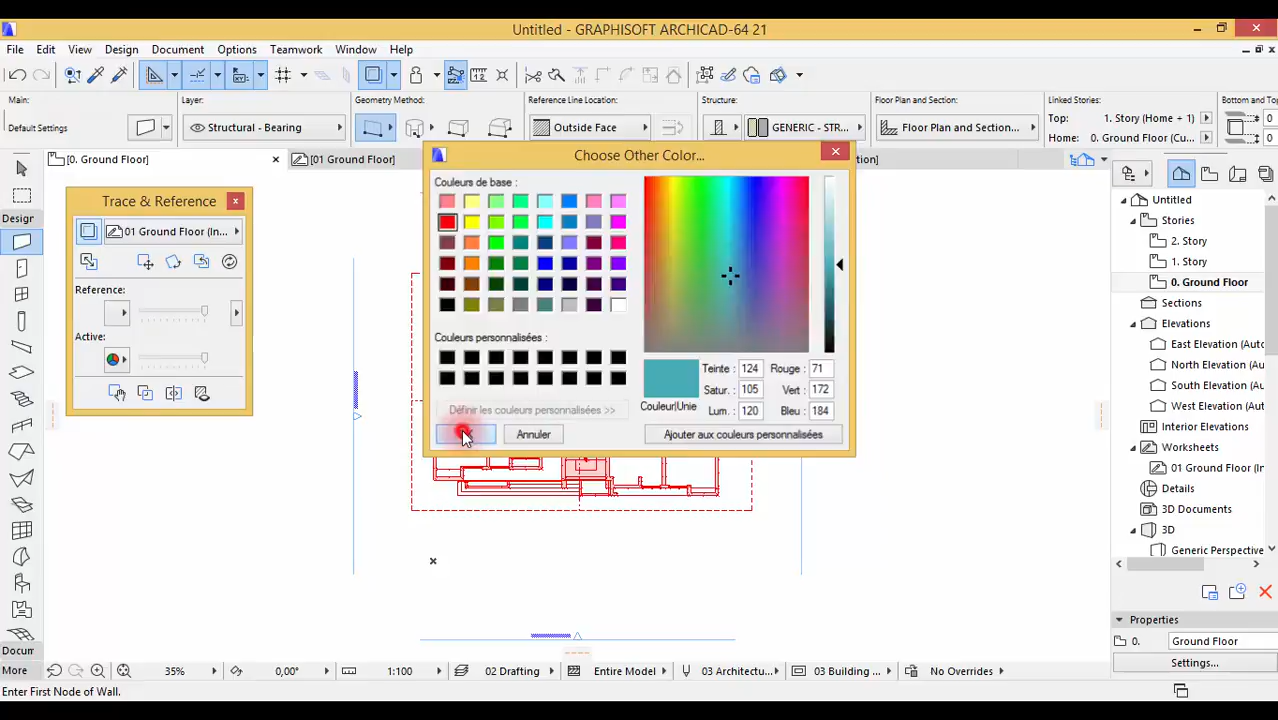 Untitled - GRAPHISOFT ARCHICAD-64 21
File Edit View Design Document Options Teamwork Window Help
Main: Layer: Geometry Method: Reference Line Location: Structure: Floor Plan and Section: Linked Stories: Bottom and To
Default Settings Structural - Bearing Outside Face GENERIC - STR... Floor Plan and Section... Top: 1. Story (Home + 1) 0
Home: 0. Ground Floor (Cu... 0
[0. Ground Floor] [01 Ground Floor]
Choose Other Color...
Trace & Reference
01 Ground Floor (In...
Reference:
Active:
Couleurs de base :
Couleurs personnalisées :
Définir les couleurs personnalisées >>
Annuler
Couleur|Unie
Teinte : 124 Rouge : 71
Satur. : 105 Vert : 172
Lum. : 120 Bleu : 184
Ajouter aux couleurs personnalisées
Design
Docum
More
Untitled
Stories
2. Story
1. Story
0. Ground Floor
Sections
Elevations
East Elevation (Auto
North Elevation (Aut
South Elevation (Aut
West Elevation (Aut
Interior Elevations
Worksheets
01 Ground Floor (In
Details
3D Documents
3D
Generic Perspective
Properties
0. Ground Floor
Settings...
35% 0,00° 1:100 02 Drafting Entire Model 03 Architectu... 03 Building ... No Overrides
Enter First Node of Wall.